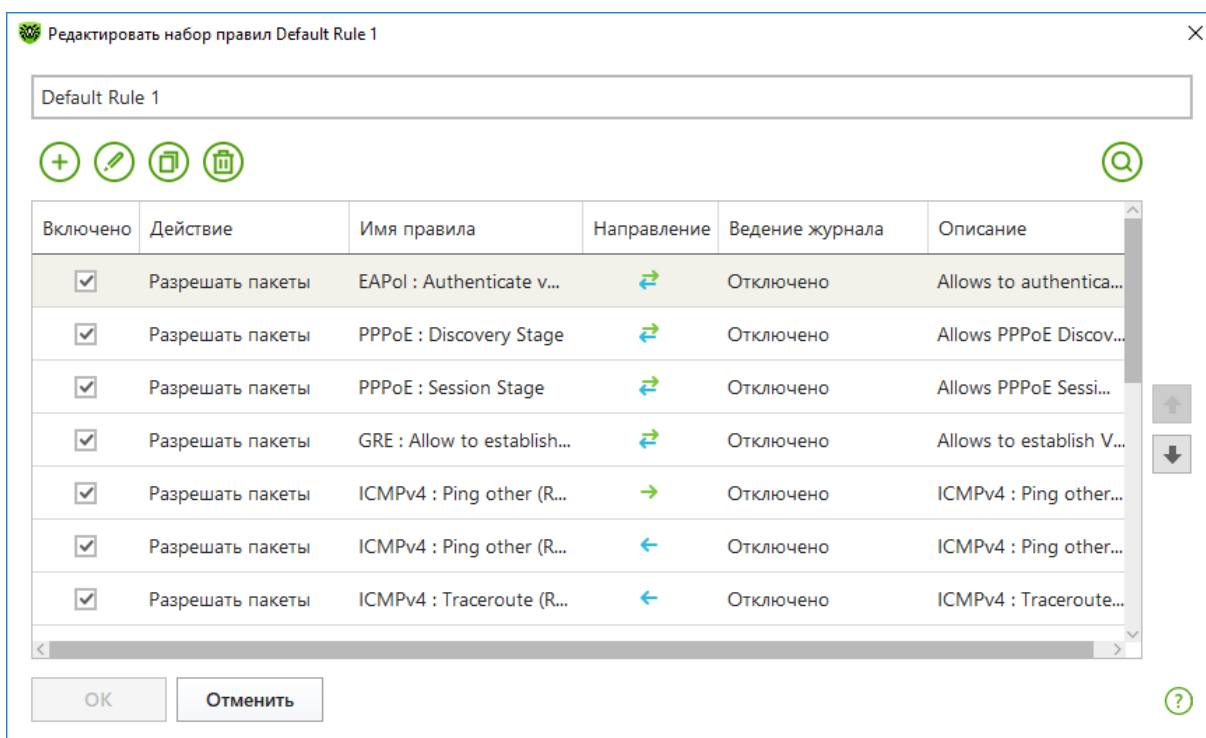 Редактировать набор правил Default Rule 1
Default Rule 1
Включено Действие Имя правила Направление Ведение журнала Описание
Разрешать пакеты EAPol : Authenticate v... Отключено Allows to authentica...
Разрешать пакеты PPPoE : Discovery Stage Отключено Allows PPPoE Discov...
Разрешать пакеты PPPoE : Session Stage Отключено Allows PPPoE Sessi...
Разрешать пакеты GRE : Allow to establish... Отключено Allows to establish V...
Разрешать пакеты ICMPv4 : Ping other (R... Отключено ICMPv4 : Ping other...
Разрешать пакеты ICMPv4 : Ping other (R... Отключено ICMPv4 : Ping other...
Разрешать пакеты ICMPv4 : Traceroute (R... Отключено ICMPv4 : Traceroute...
OK Отменить ?